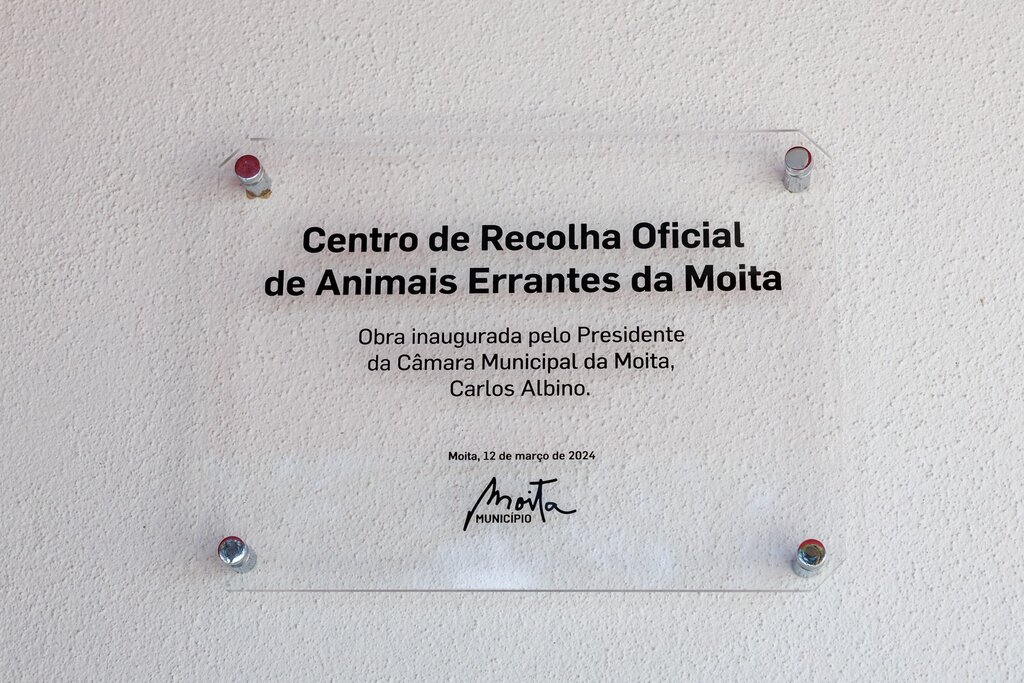 Centro de Recolha Oficial
de Animais Errantes da Moita
Obra inaugurada pelo Presidente
da Câmara Municipal da Moita,
Carlos Albino.
Moita, 12 de março de 2024
Moita
MUNICÍPIO